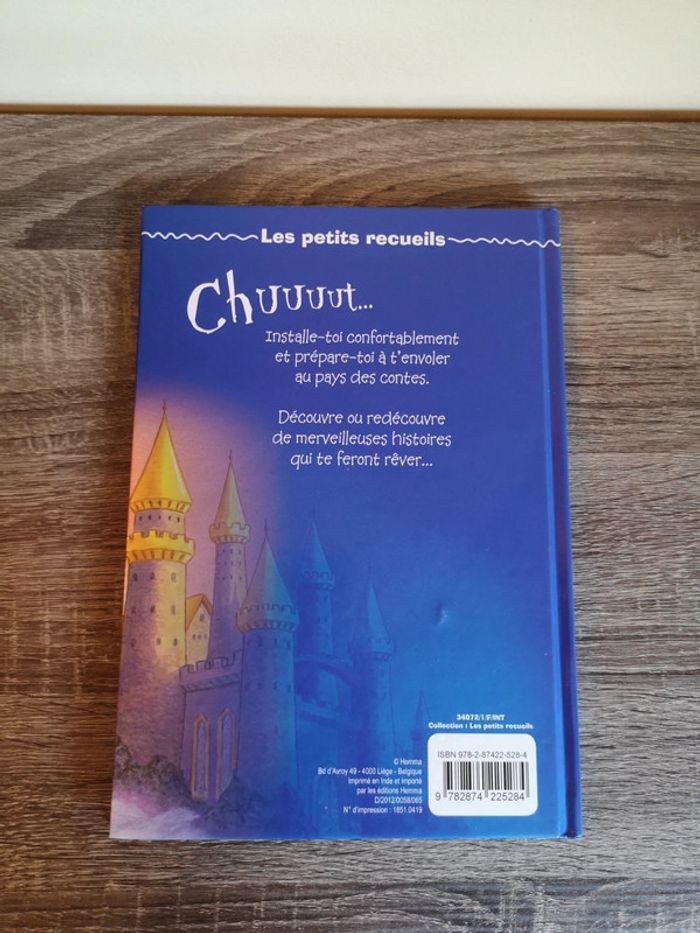 Les petits recueils
Chuuuut...
Installe-toi confortablement
et prépare-toi à t'envoler
au pays des contes.
Découvre ou redécouvre
de merveilleuses histoires
qui te feront rêver...
34072/1/F/INT
Collection : Les petits recueils
ISBN 978-2-87422-528-4
9 782874 225284
© Hemma
Bd d'Avroy 49 - 4000 Liège - Belgique
Imprimé en Inde et importé
par les éditions Hemma
D/2012/0058/065
N° d'impression : 1851.0419